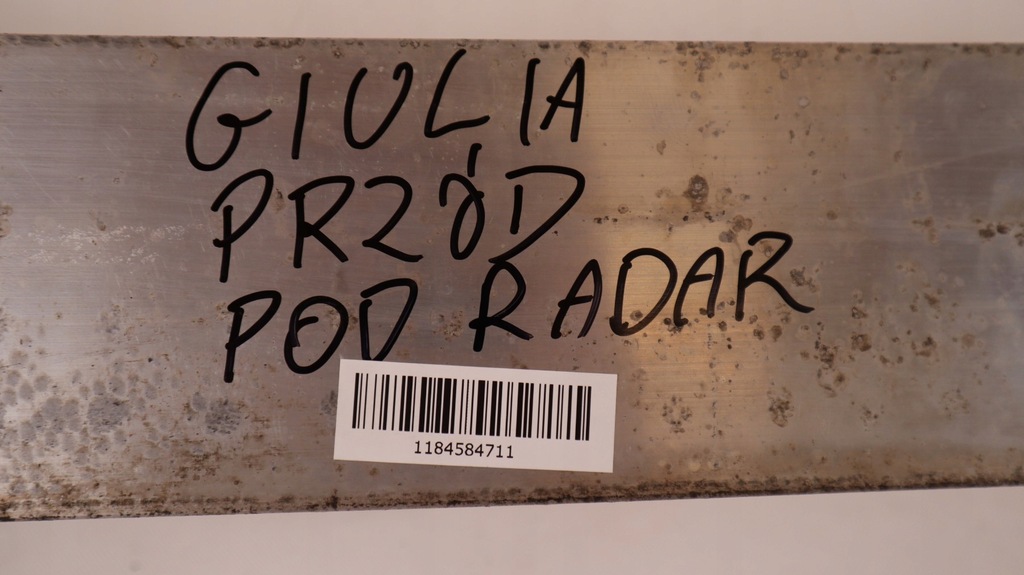 GIULIA
PRZÓD
POD RADAR
1184584711